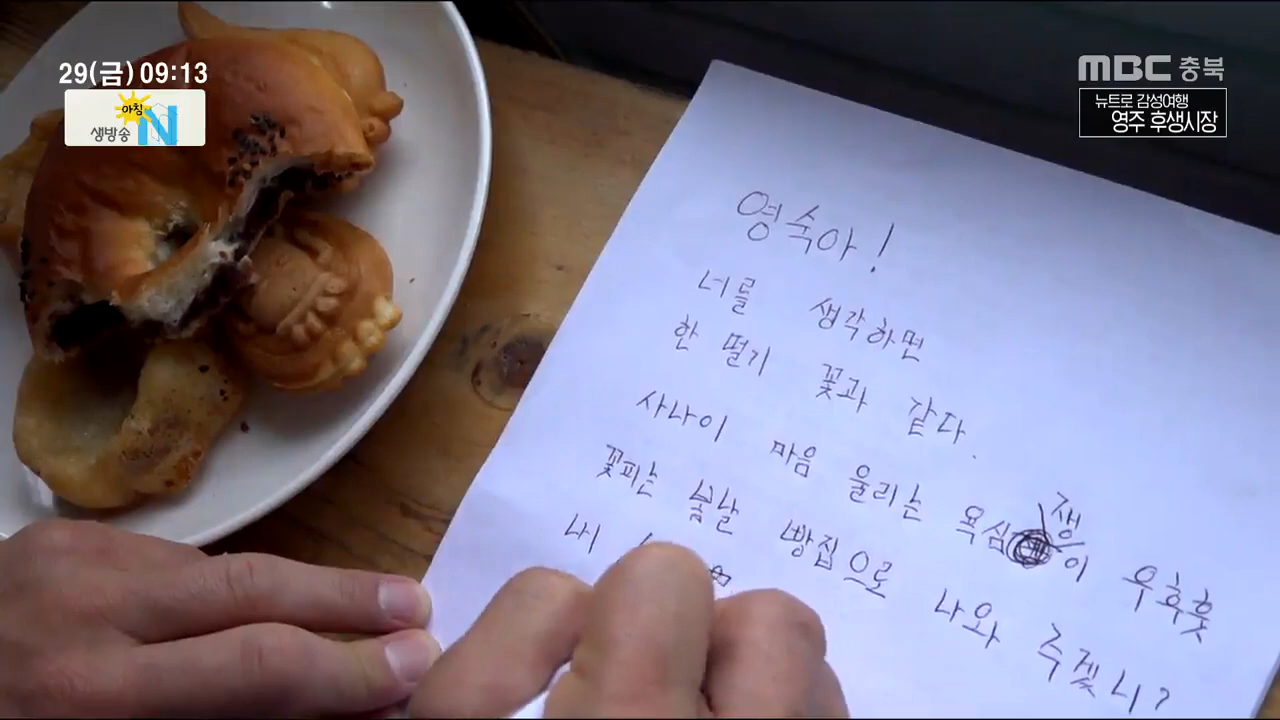 29(금) 09:13
아침
생방송 N
MBC 충북
뉴트로 감성여행
영주 후생시장
영숙아!
너를 생각하면
한 떨기 꽃과 같다.
사나이 마음 울리는 욕심쟁이 우후훗
꽃피는 봄날 빵집으로 나와 주겠니?
내